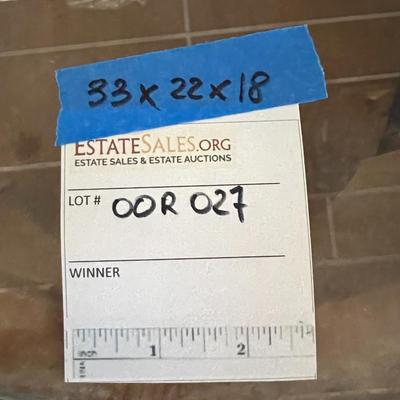 33 x 22 x 18
ESTATESALES.ORG
ESTATE SALES & ESTATE AUCTIONS
LOT # OOR 027
WINNER
inch 1 2